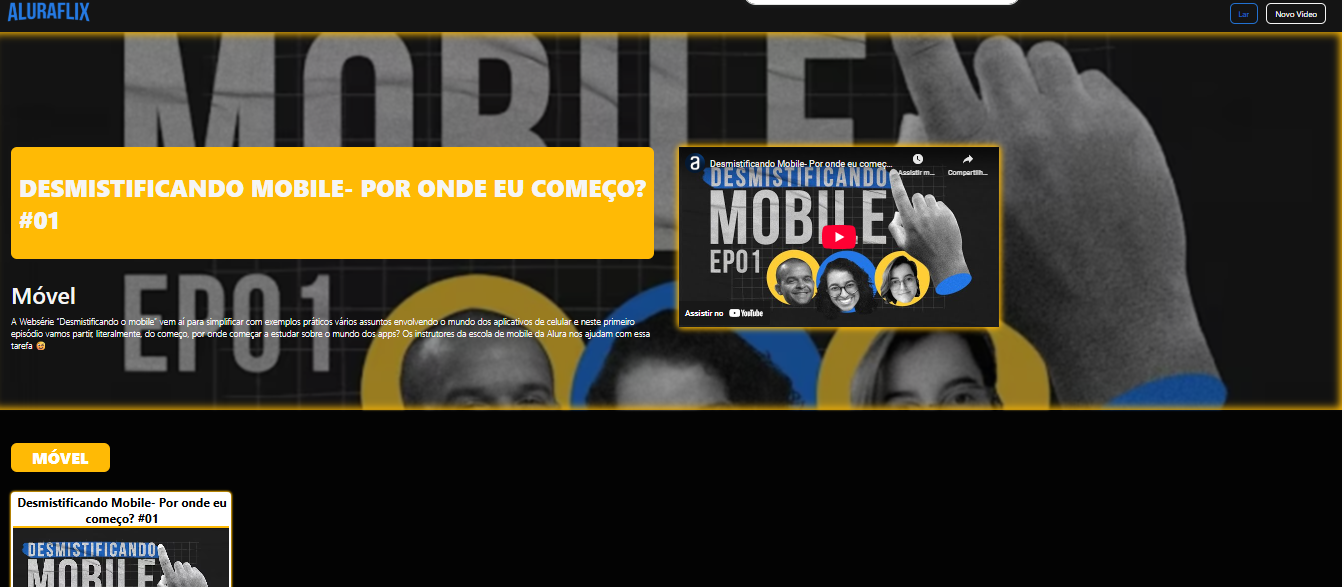 ALURAFLIX
Lar
Novo Vídeo
MOBILE
DESMISTIFICANDO MOBILE- POR ONDE EU COMEÇO?
#01
EP01
Móvel
A Websérie "Desmistificando o mobile" vem aí para simplificar com exemplos práticos vários assuntos envolvendo o mundo dos aplicativos de celular e neste primeiro
episódio vamos partir, literalmente, do começo, por onde começar a estudar sobre o mundo dos apps? Os instrutores da escola de mobile da Alura nos ajudam com essa
tarefa 😀
a
Desmistificando Mobile- Por onde eu começ...
Assistir m...
Compartilh...
DESMISTIFICANDO
MOBILE
EP01
Assistir no YouTube
MÓVEL
Desmistificando Mobile- Por onde eu
começo? #01
DESMISTIFICANDO
MOBILE